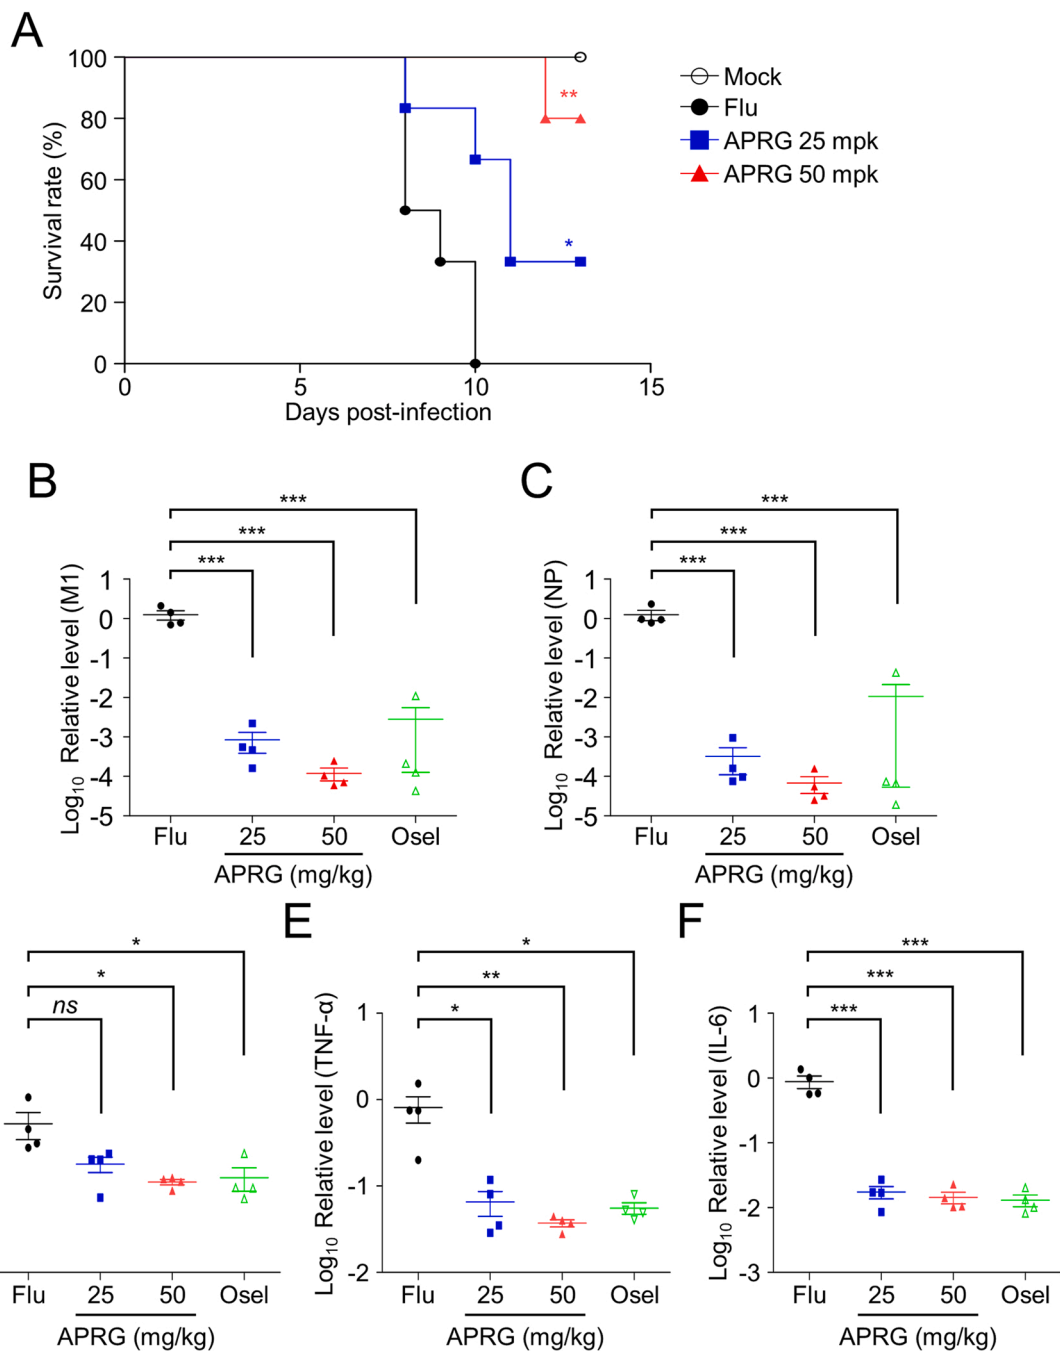 A
100
80
60
40
20
0
Survival rate (%)
**
*
0 5 10 15
Days post-infection
Mock
Flu
APRG 25 mpk
APRG 50 mpk
B
***
***
***
Log10 Relative level (M1)
1
0
-1
-2
-3
-4
-5
Flu 25 50 Osel
APRG (mg/kg)
C
***
***
***
Log10 Relative level (NP)
1
0
-1
-2
-3
-4
-5
Flu 25 50 Osel
APRG (mg/kg)
*
*
ns
Flu 25 50 Osel
APRG (mg/kg)
E
*
**
*
Log10 Relative level (TNF-α)
1
0
-1
-2
Flu 25 50 Osel
APRG (mg/kg)
F
***
***
***
Log10 Relative level (IL-6)
1
0
-1
-2
-3
Flu 25 50 Osel
APRG (mg/kg)